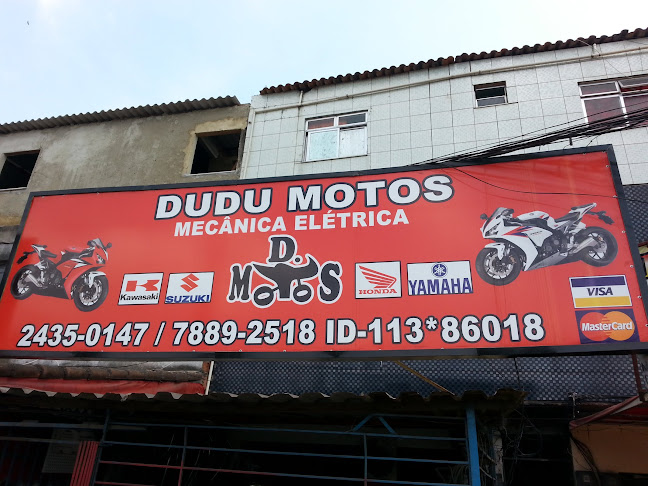 DUDU MOTOS
MECÂNICA ELÉTRICA
D.
MOTOS
Kawasaki
SUZUKI
HONDA
YAMAHA
VISA
MasterCard
2435-0147 / 7889-2518 ID-113*86018